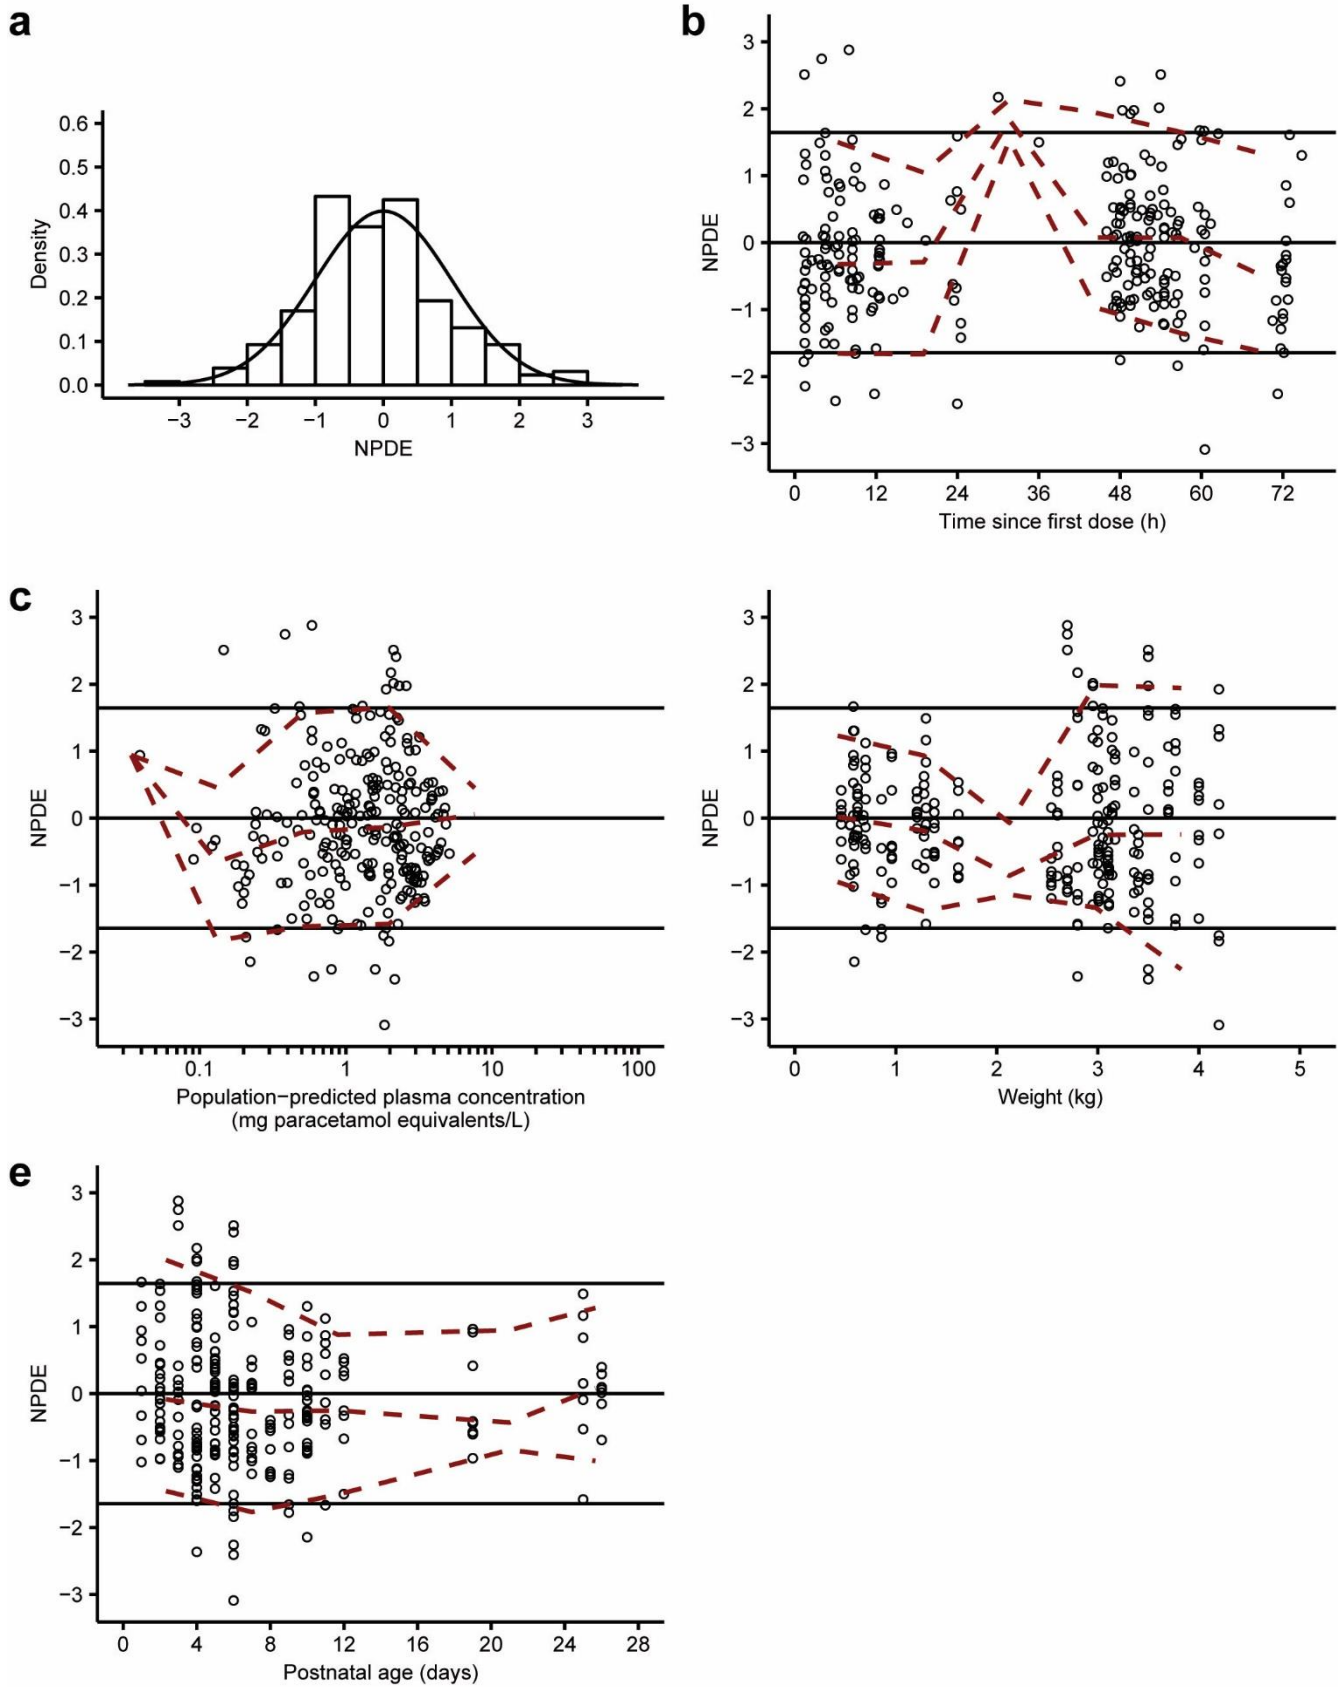 a
0.6
0.5
0.4
0.3
0.2
0.1
0.0
Density
−3 −2 −1 0 1 2 3
NPDE
b
3
2
1
0
−1
−2
−3
NPDE
0 12 24 36 48 60 72
Time since first dose (h)
c
3
2
1
0
−1
−2
−3
NPDE
0.1 1 10 100
Population−predicted plasma concentration
(mg paracetamol equivalents/L)
3
2
1
0
−1
−2
−3
NPDE
0 1 2 3 4 5
Weight (kg)
e
3
2
1
0
−1
−2
−3
NPDE
0 4 8 12 16 20 24 28
Postnatal age (days)